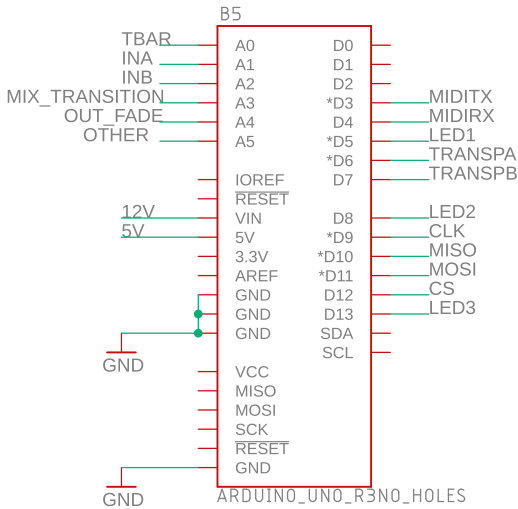 B5
TBAR A0 D0
INA A1 D1
INB A2 D2
MIX_TRANSITION A3 *D3 MIDITX
OUT_FADE A4 D4 MIDIRX
OTHER A5 *D5 LED1
*D6 TRANSPA
IOREF D7 TRANSPB
RESET
12V VIN D8 LED2
5V 5V *D9 CLK
3.3V *D10 MISO
AREF *D11 MOSI
GND D12 CS
GND D13 LED3
GND SDA
SCL
GND
VCC
MISO
MOSI
SCK
RESET
GND
GND
ARDUINO_UNO_R3NO_HOLES